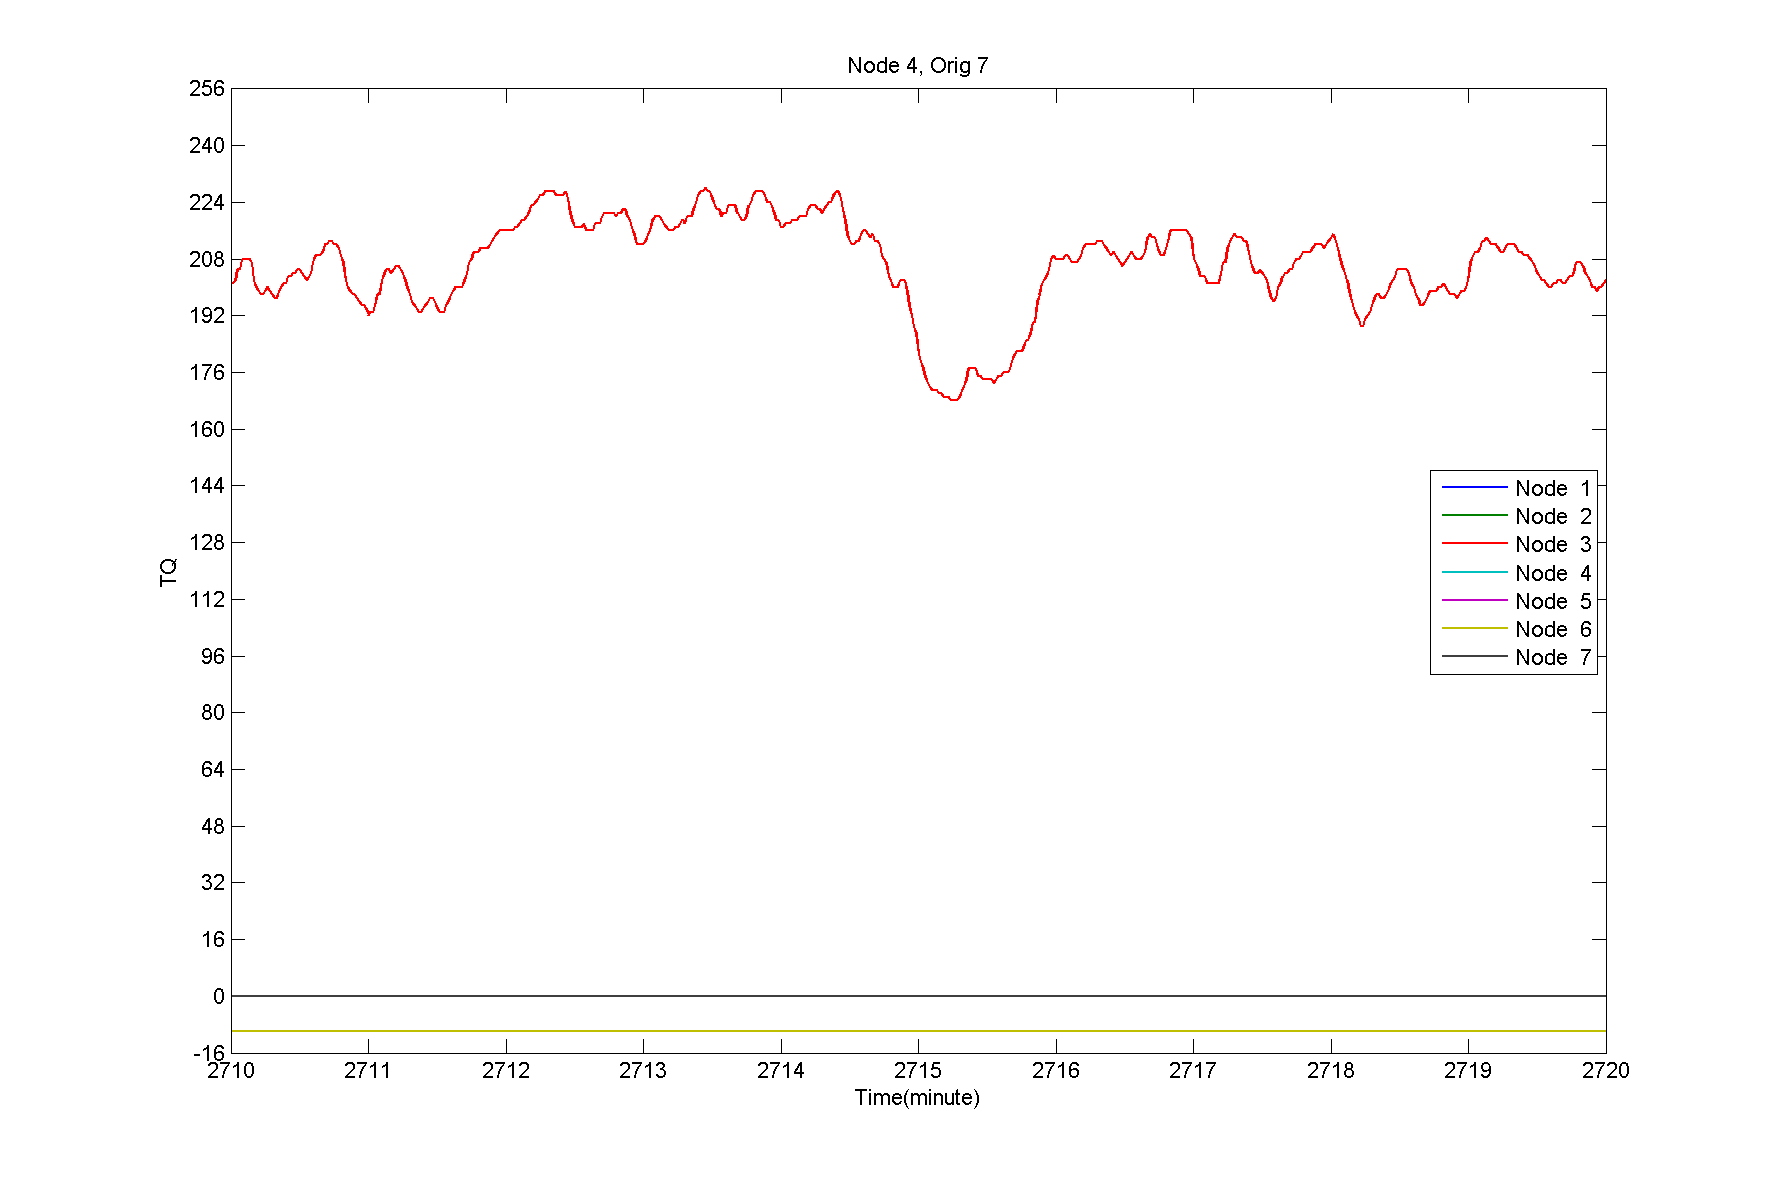 Node 4, Orig 7
256
240
224
208
192
176
160
144
128
112
96
80
64
48
32
16
0
-16
TQ
Node 1
Node 2
Node 3
Node 4
Node 5
Node 6
Node 7
2710 2711 2712 2713 2714 2715 2716 2717 2718 2719 2720
Time(minute)